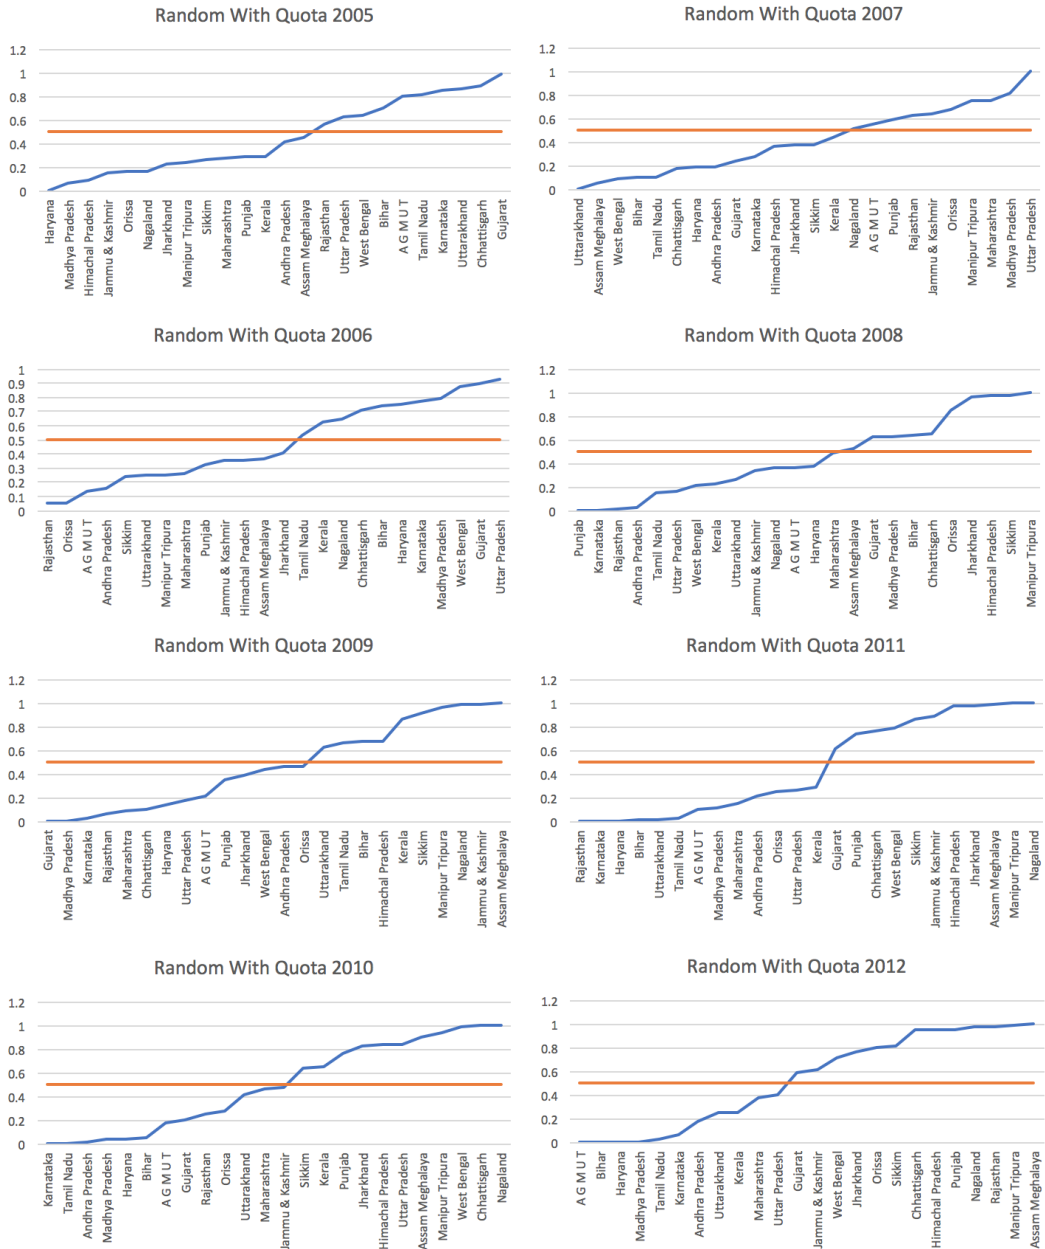 Random With Quota 2005
1.2
1
0.8
0.6
0.4
0.2
0
Haryana
Madhya Pradesh
Himachal Pradesh
Jammu & Kashmir
Orissa
Nagaland
Jharkhand
Manipur Tripura
Sikkim
Maharashtra
Punjab
Kerala
Andhra Pradesh
Assam Meghalaya
Rajasthan
Uttar Pradesh
West Bengal
Bihar
A G M U T
Tamil Nadu
Karnataka
Uttarakhand
Chhattisgarh
Gujarat
Random With Quota 2007
1.2
1
0.8
0.6
0.4
0.2
0
Uttarakhand
Assam Meghalaya
West Bengal
Bihar
Tamil Nadu
Chhattisgarh
Haryana
Andhra Pradesh
Gujarat
Karnataka
Himachal Pradesh
Jharkhand
Sikkim
Kerala
Nagaland
A G M U T
Punjab
Rajasthan
Jammu & Kashmir
Orissa
Manipur Tripura
Maharashtra
Madhya Pradesh
Uttar Pradesh
Random With Quota 2006
1
0.9
0.8
0.7
0.6
0.5
0.4
0.3
0.2
0.1
0
Rajasthan
Orissa
A G M U T
Andhra Pradesh
Sikkim
Uttarakhand
Manipur Tripura
Maharashtra
Punjab
Jammu & Kashmir
Himachal Pradesh
Assam Meghalaya
Jharkhand
Tamil Nadu
Kerala
Nagaland
Chhattisgarh
Bihar
Haryana
Karnataka
Madhya Pradesh
West Bengal
Gujarat
Uttar Pradesh
Random With Quota 2008
1.2
1
0.8
0.6
0.4
0.2
0
Punjab
Karnataka
Rajasthan
Andhra Pradesh
Tamil Nadu
Uttar Pradesh
West Bengal
Kerala
Uttarakhand
Jammu & Kashmir
Nagaland
A G M U T
Haryana
Maharashtra
Assam Meghalaya
Gujarat
Madhya Pradesh
Bihar
Chhattisgarh
Orissa
Jharkhand
Himachal Pradesh
Sikkim
Manipur Tripura
Random With Quota 2009
1.2
1
0.8
0.6
0.4
0.2
0
Gujarat
Madhya Pradesh
Karnataka
Rajasthan
Maharashtra
Chhattisgarh
Haryana
Uttar Pradesh
A G M U T
Punjab
Jharkhand
West Bengal
Andhra Pradesh
Orissa
Uttarakhand
Tamil Nadu
Bihar
Himachal Pradesh
Kerala
Sikkim
Manipur Tripura
Nagaland
Jammu & Kashmir
Assam Meghalaya
Random With Quota 2011
1.2
1
0.8
0.6
0.4
0.2
0
Rajasthan
Karnataka
Haryana
Bihar
Uttarakhand
Tamil Nadu
A G M U T
Madhya Pradesh
Maharashtra
Andhra Pradesh
Orissa
Uttar Pradesh
Kerala
Gujarat
Punjab
Chhattisgarh
West Bengal
Sikkim
Jammu & Kashmir
Himachal Pradesh
Jharkhand
Assam Meghalaya
Manipur Tripura
Nagaland
Random With Quota 2010
1.2
1
0.8
0.6
0.4
0.2
0
Karnataka
Tamil Nadu
Andhra Pradesh
Madhya Pradesh
Haryana
Bihar
A G M U T
Gujarat
Rajasthan
Orissa
Uttarakhand
Maharashtra
Jammu & Kashmir
Sikkim
Kerala
Punjab
Jharkhand
Himachal Pradesh
Uttar Pradesh
Assam Meghalaya
Manipur Tripura
West Bengal
Chhattisgarh
Nagaland
Random With Quota 2012
1.2
1
0.8
0.6
0.4
0.2
0
A G M U T
Bihar
Haryana
Madhya Pradesh
Tamil Nadu
Karnataka
Andhra Pradesh
Uttarakhand
Kerala
Maharashtra
Uttar Pradesh
Gujarat
Jammu & Kashmir
West Bengal
Jharkhand
Orissa
Sikkim
Chhattisgarh
Himachal Pradesh
Punjab
Nagaland
Rajasthan
Manipur Tripura
Assam Meghalaya